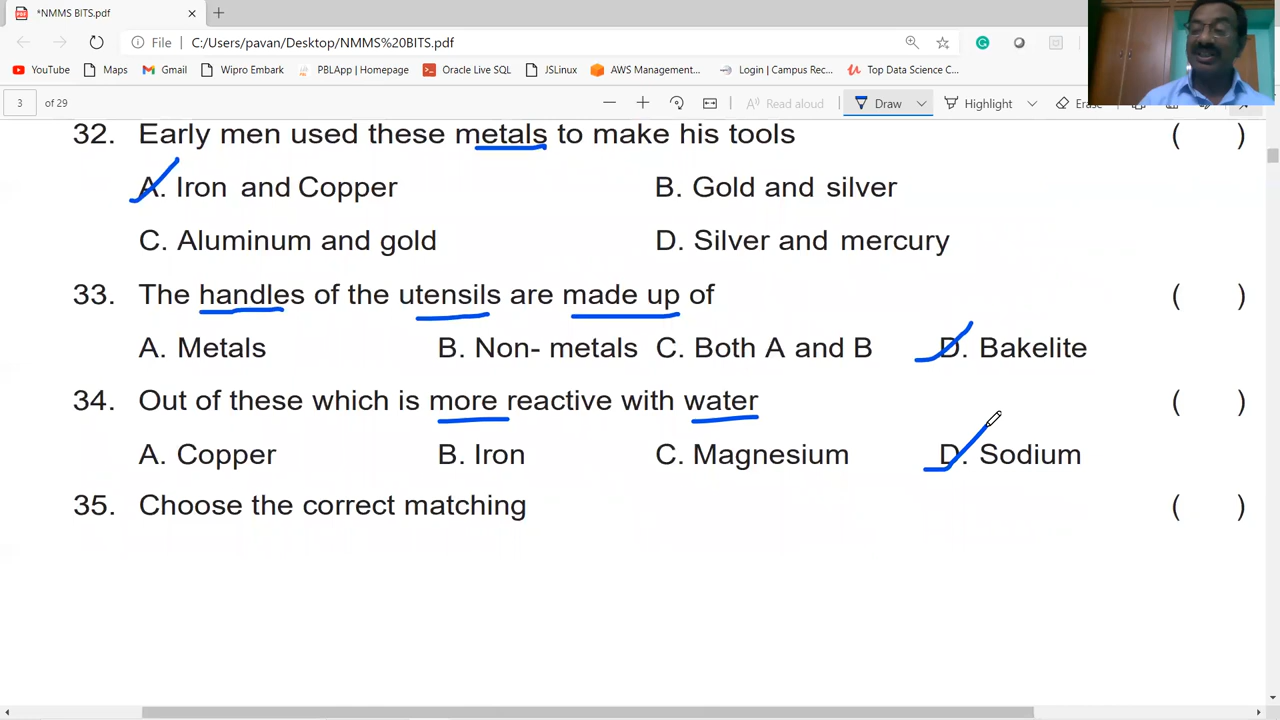 *NMMS BITS.pdf
File C:/Users/pavan/Desktop/NMMS%20BITS.pdf
YouTube Maps Gmail Wipro Embark PBLApp | Homepage Oracle Live SQL JSLinux AWS Management... Login | Campus Rec... Top Data Science C...
3 of 29 Read aloud Draw Highlight Erase
32. Early men used these metals to make his tools ( )
A. Iron and Copper B. Gold and silver
C. Aluminum and gold D. Silver and mercury
33. The handles of the utensils are made up of ( )
A. Metals B. Non- metals C. Both A and B D. Bakelite
34. Out of these which is more reactive with water ( )
A. Copper B. Iron C. Magnesium D. Sodium
35. Choose the correct matching ( )